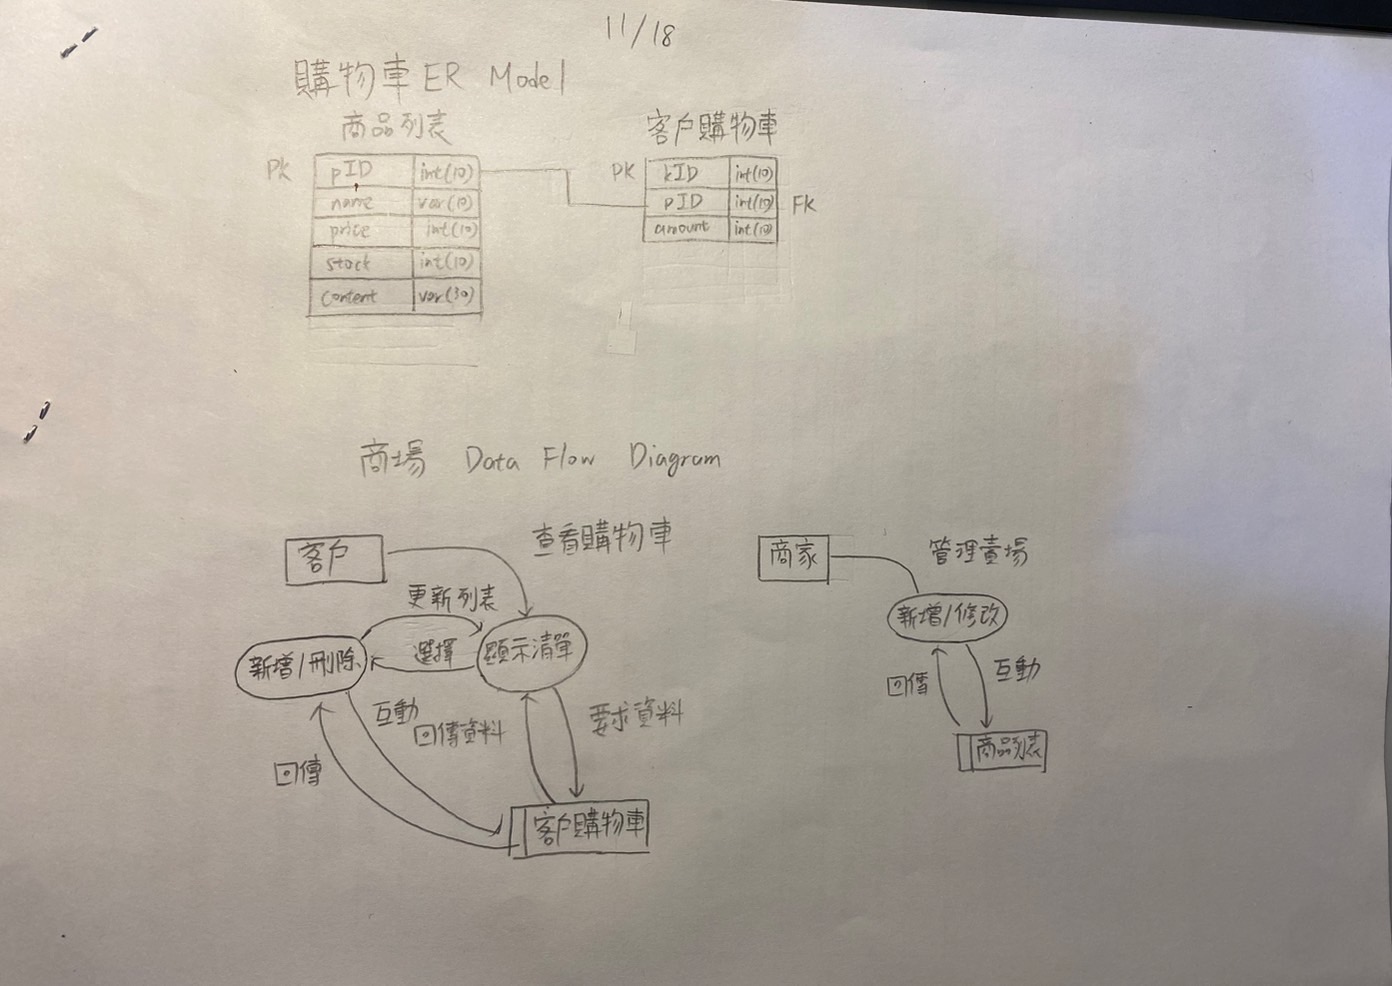 11/18
購物車 ER Model
商品列表
PK
pID int(10)
name var(10)
price int(10)
stock int(10)
content var(30)
客戶購物車
PK
kID int(10)
pID int(10) FK
amount int(10)
商場 Data Flow Diagram
查看購物車
客戶
更新列表
選擇
新增/刪除
顯示清單
互動
回傳資料
要求資料
回傳
客戶購物車
管理賣場
商家
新增/修改
回傳
互動
商品列表